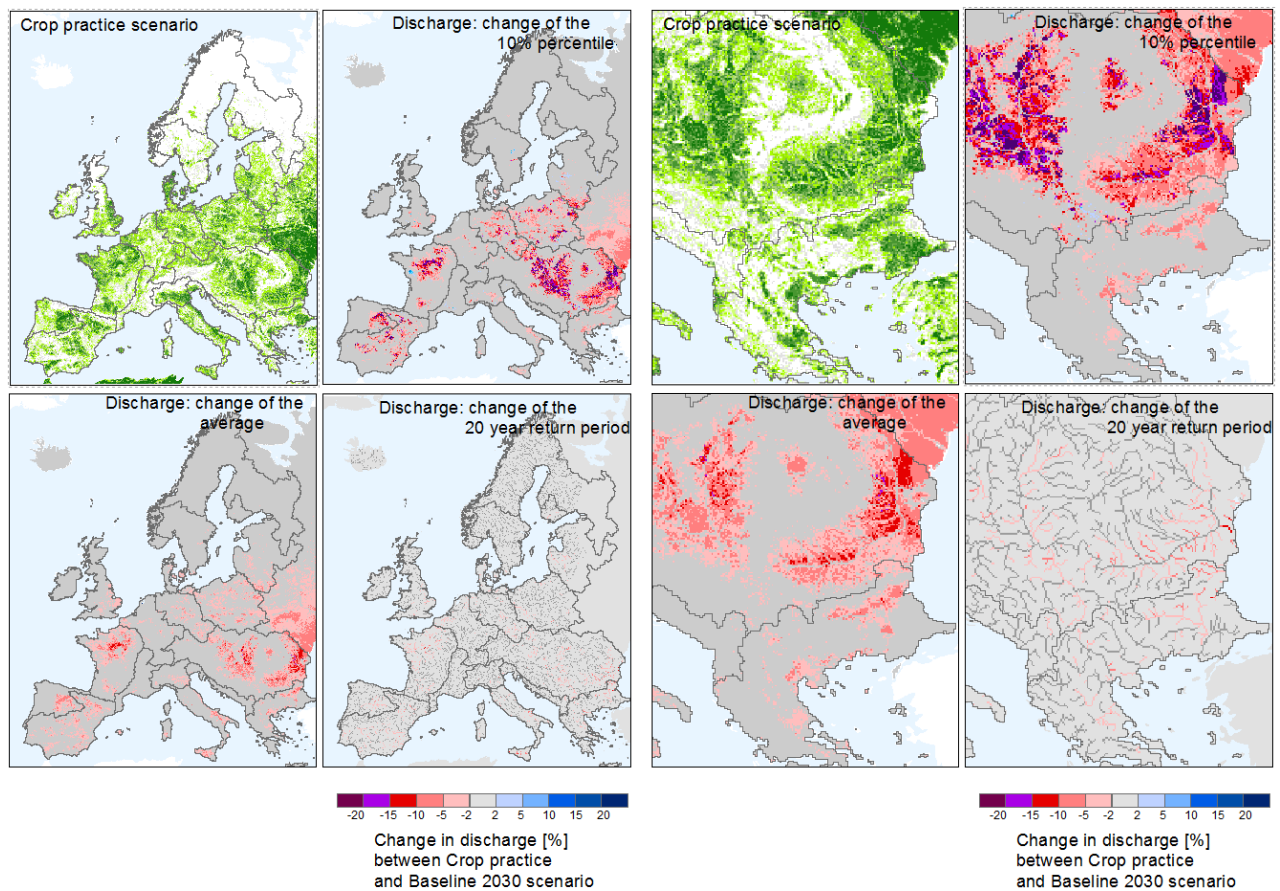 Crop practice scenario
Discharge: change of the
10% percentile
Crop practice scenario
Discharge: change of the
10% percentile
Discharge: change of the
average
Discharge: change of the
20 year return period
Discharge: change of the
average
Discharge: change of the
20 year return period
-20 -15 -10 -5 -2 2 5 10 15 20
Change in discharge [%]
between Crop practice
and Baseline 2030 scenario
-20 -15 -10 -5 -2 2 5 10 15 20
Change in discharge [%]
between Crop practice
and Baseline 2030 scenario